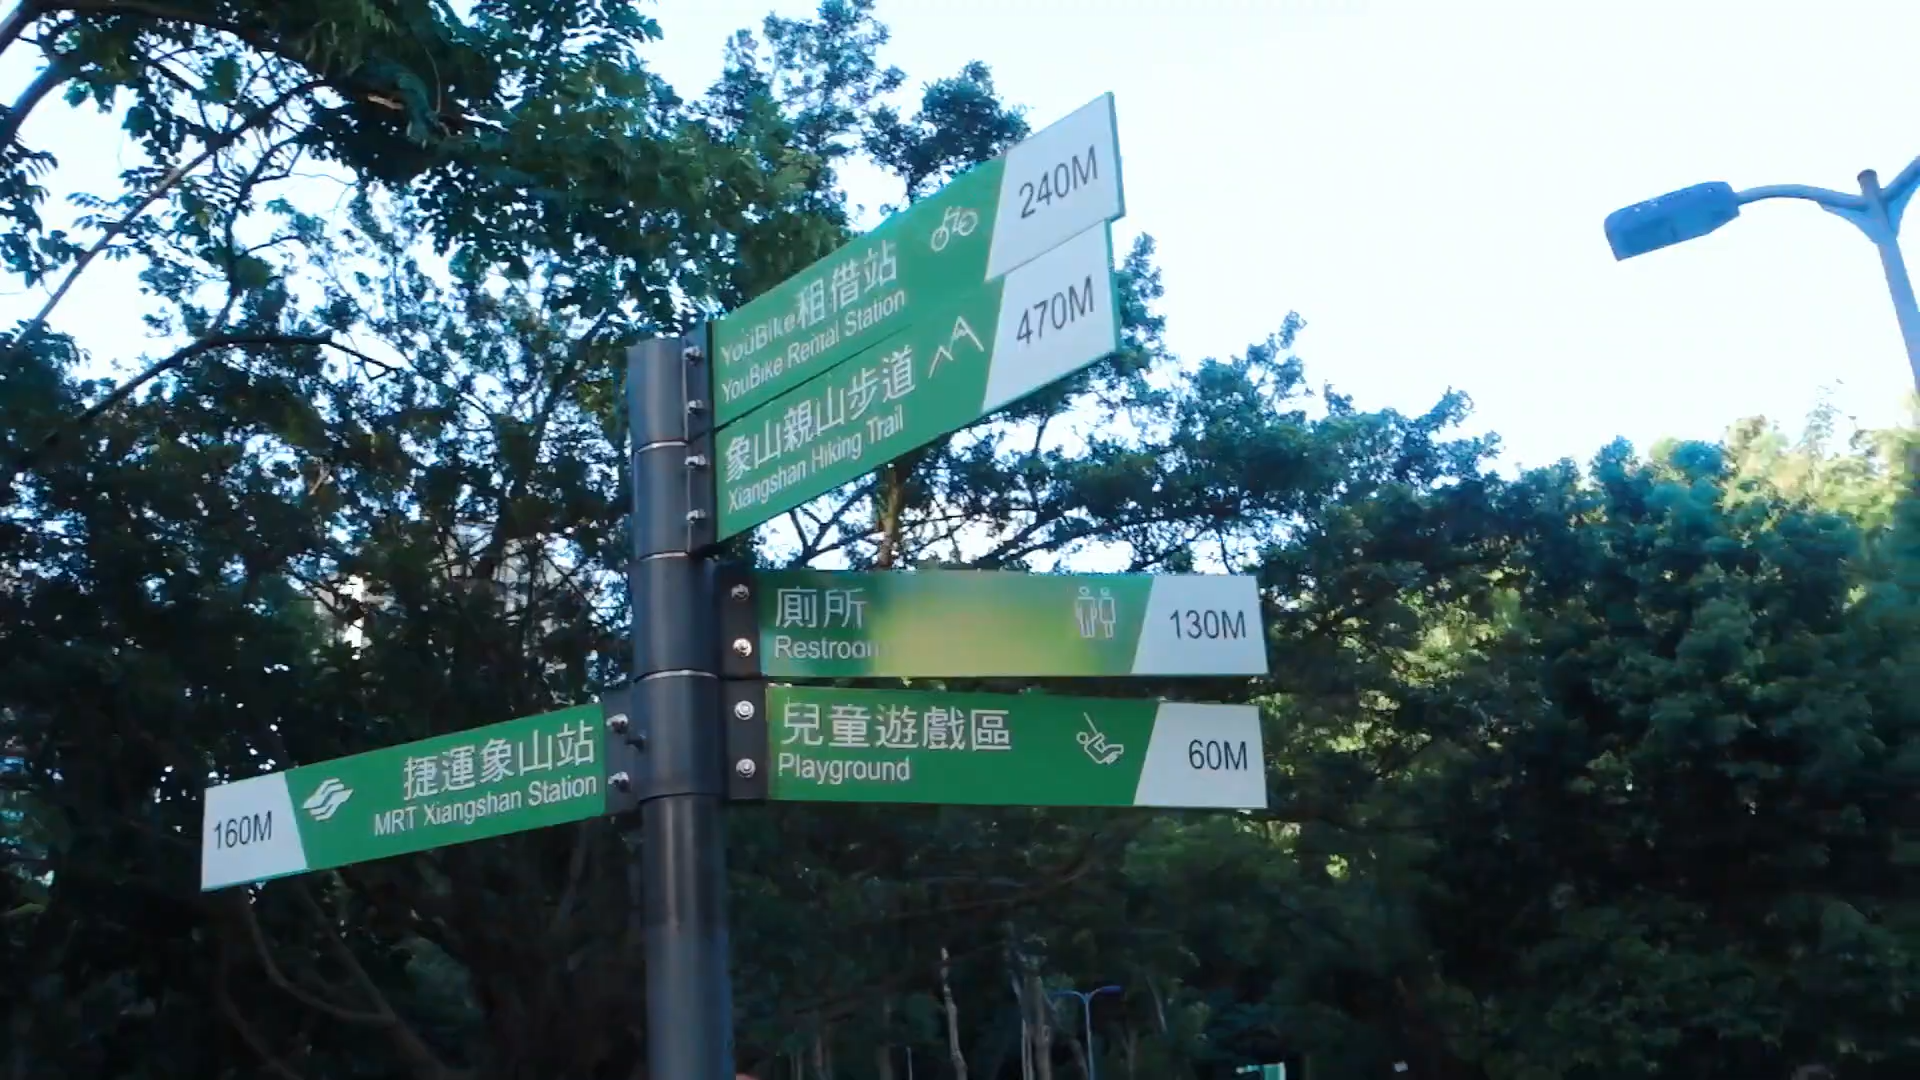 240M
YouBike租借站
YouBike Rental Station
470M
象山親山步道
Xiangshan Hiking Trail
廁所
Restroom
130M
兒童遊戲區
Playground
60M
捷運象山站
MRT Xiangshan Station
160M